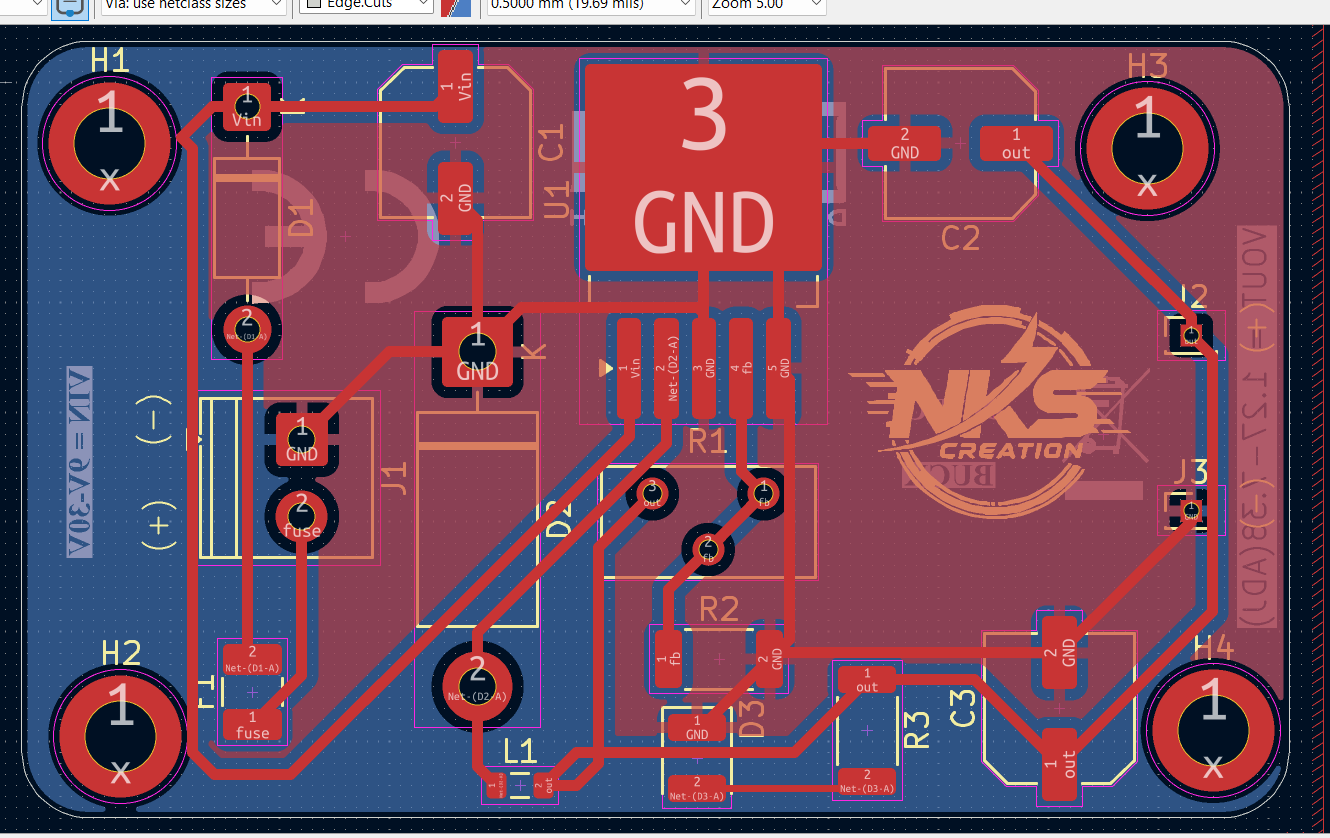 Via: use netclass sizes
Edge.Cuts
0.5000 mm (19.69 mils)
Zoom 5.00
H1
1
x
1
Vin
D1
2
Net-(D1-A)
1
Vin
2
GND
C1
U1
3
GND
2
GND
1
out
C2
H3
1
x
J2
1
out
VOUT(+) 1.27-(-38(ADJ)
VIN = 9V-30V
(-)
(+)
1
GND
2
fuse
J1
1
GND
K
1
Vin
2
Net-(D2-A)
3
GND
4
fb
5
GND
R1
3
out
1
fb
2
fb
D2
NKS
CREATION
BUCK
J3
1
GND
R2
1
fb
2
GND
2
GND
1
out
C3
H4
1
x
H2
1
x
2
Net-(D1-A)
1
fuse
F1
2
Net-(D2-A)
L1
1
2
out
1
GND
2
Net-(D3-A)
D3
1
out
2
Net-(D3-A)
R3